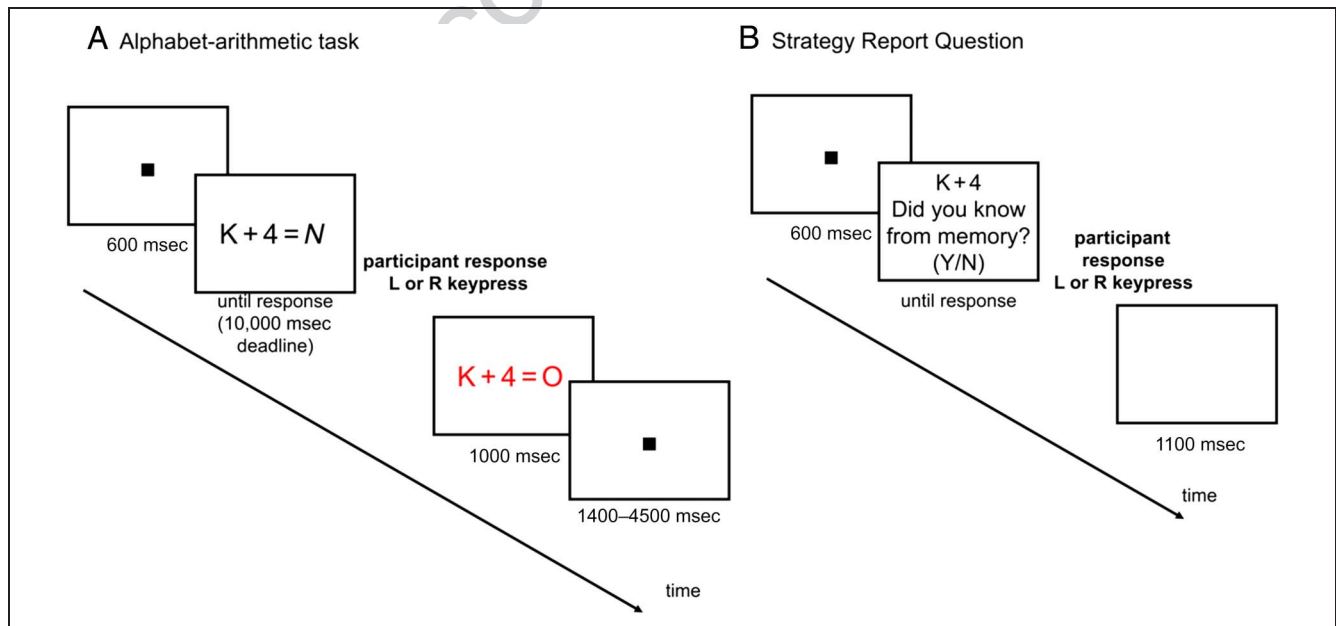 A Alphabet-arithmetic task
600 msec
K + 4 = N
until response
(10,000 msec
deadline)
participant response
L or R keypress
K + 4 = O
1000 msec
1400–4500 msec
time
B Strategy Report Question
600 msec
K + 4
Did you know
from memory?
(Y/N)
until response
participant
response
L or R keypress
1100 msec
time